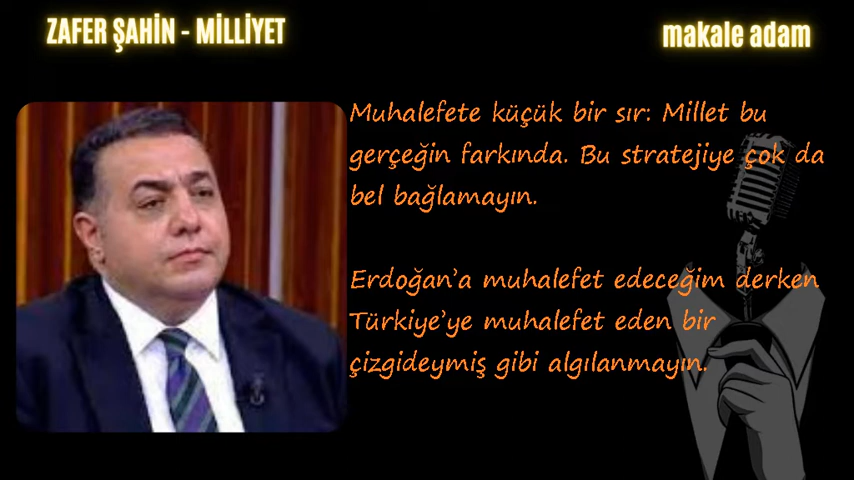 ZAFER ŞAHİN - MİLLİYET
makale adam
Muhalefete küçük bir sır: Millet bu
gerçeğin farkında. Bu stratejiye çok da
bel bağlamayın.
Erdoğan'a muhalefet edeceğim derken
Türkiye'ye muhalefet eden bir
çizgideymiş gibi algılanmayın.